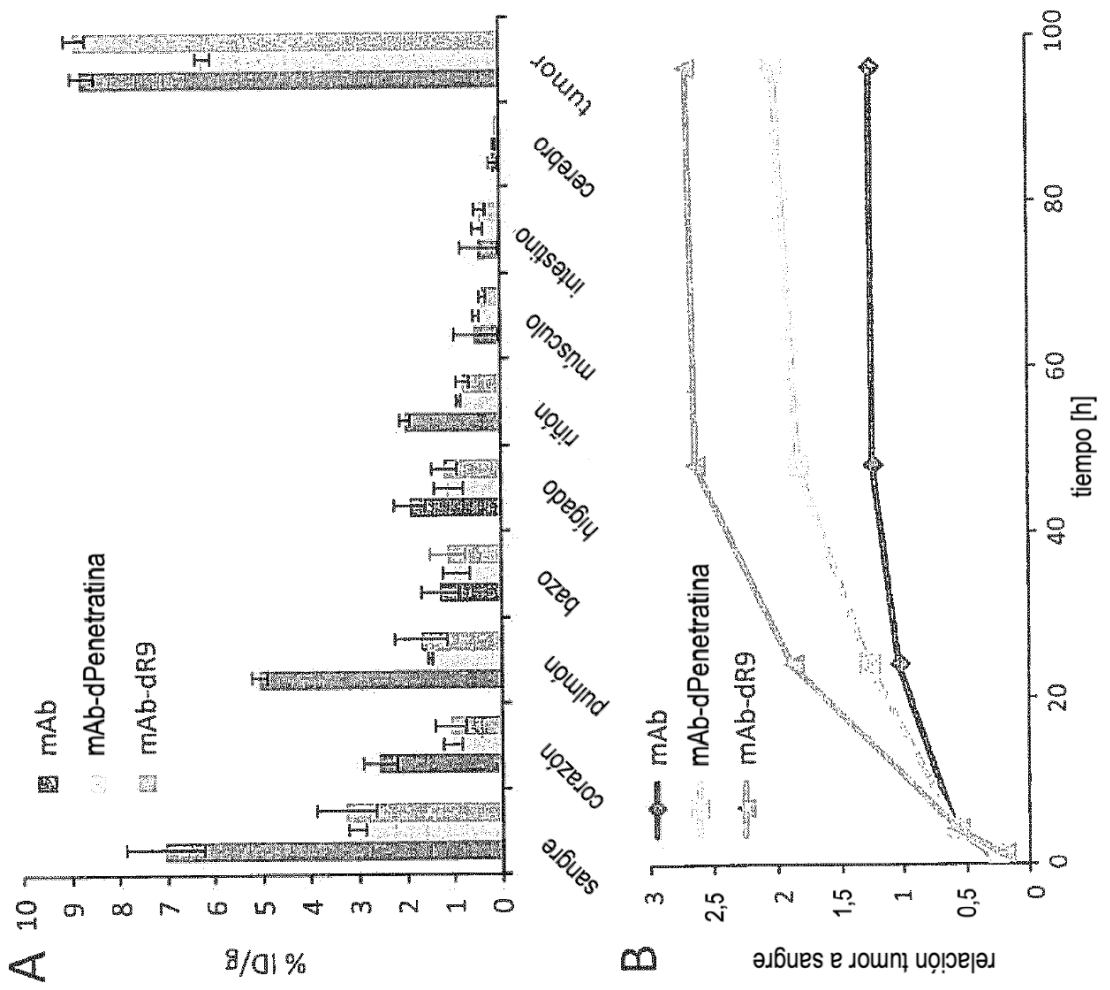 A
% ID/g
10
9
8
7
6
5
4
3
2
1
0
mAb
mAb-dPenetratina
mAb-dR9
sangre
corazón
pulmón
bazo
hígado
riñón
músculo
intestino
cerebro
tumor
B
relación tumor a sangre
3
2,5
2
1,5
1
0,5
0
mAb
mAb-dPenetratina
mAb-dR9
0
20
40
60
80
100
tiempo [h]